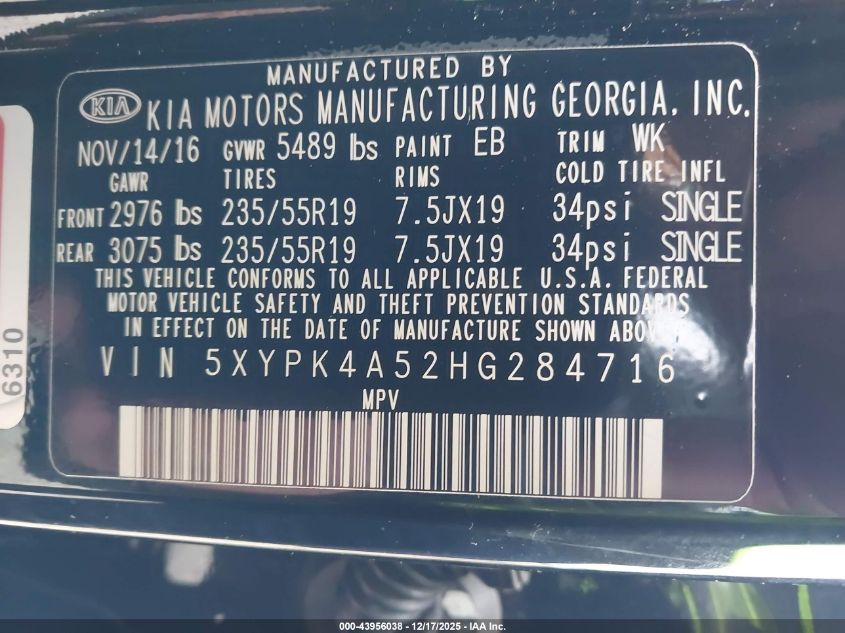 MANUFACTURED BY
KIA KIA MOTORS MANUFACTURING GEORGIA, INC.
NOV/14/16 GVWR 5489 lbs PAINT EB TRIM WK
GAWR TIRES RIMS COLD TIRE INFL
FRONT 2976 lbs 235/55R19 7.5JX19 34psi SINGLE
REAR 3075 lbs 235/55R19 7.5JX19 34psi SINGLE
THIS VEHICLE CONFORMS TO ALL APPLICABLE U.S.A. FEDERAL
MOTOR VEHICLE SAFETY AND THEFT PREVENTION STANDARDS
IN EFFECT ON THE DATE OF MANUFACTURE SHOWN ABOVE.
VIN 5XYPK4A52HG284716
MPV
6310
000-43956038 - 12/17/2025 - IAA Inc.